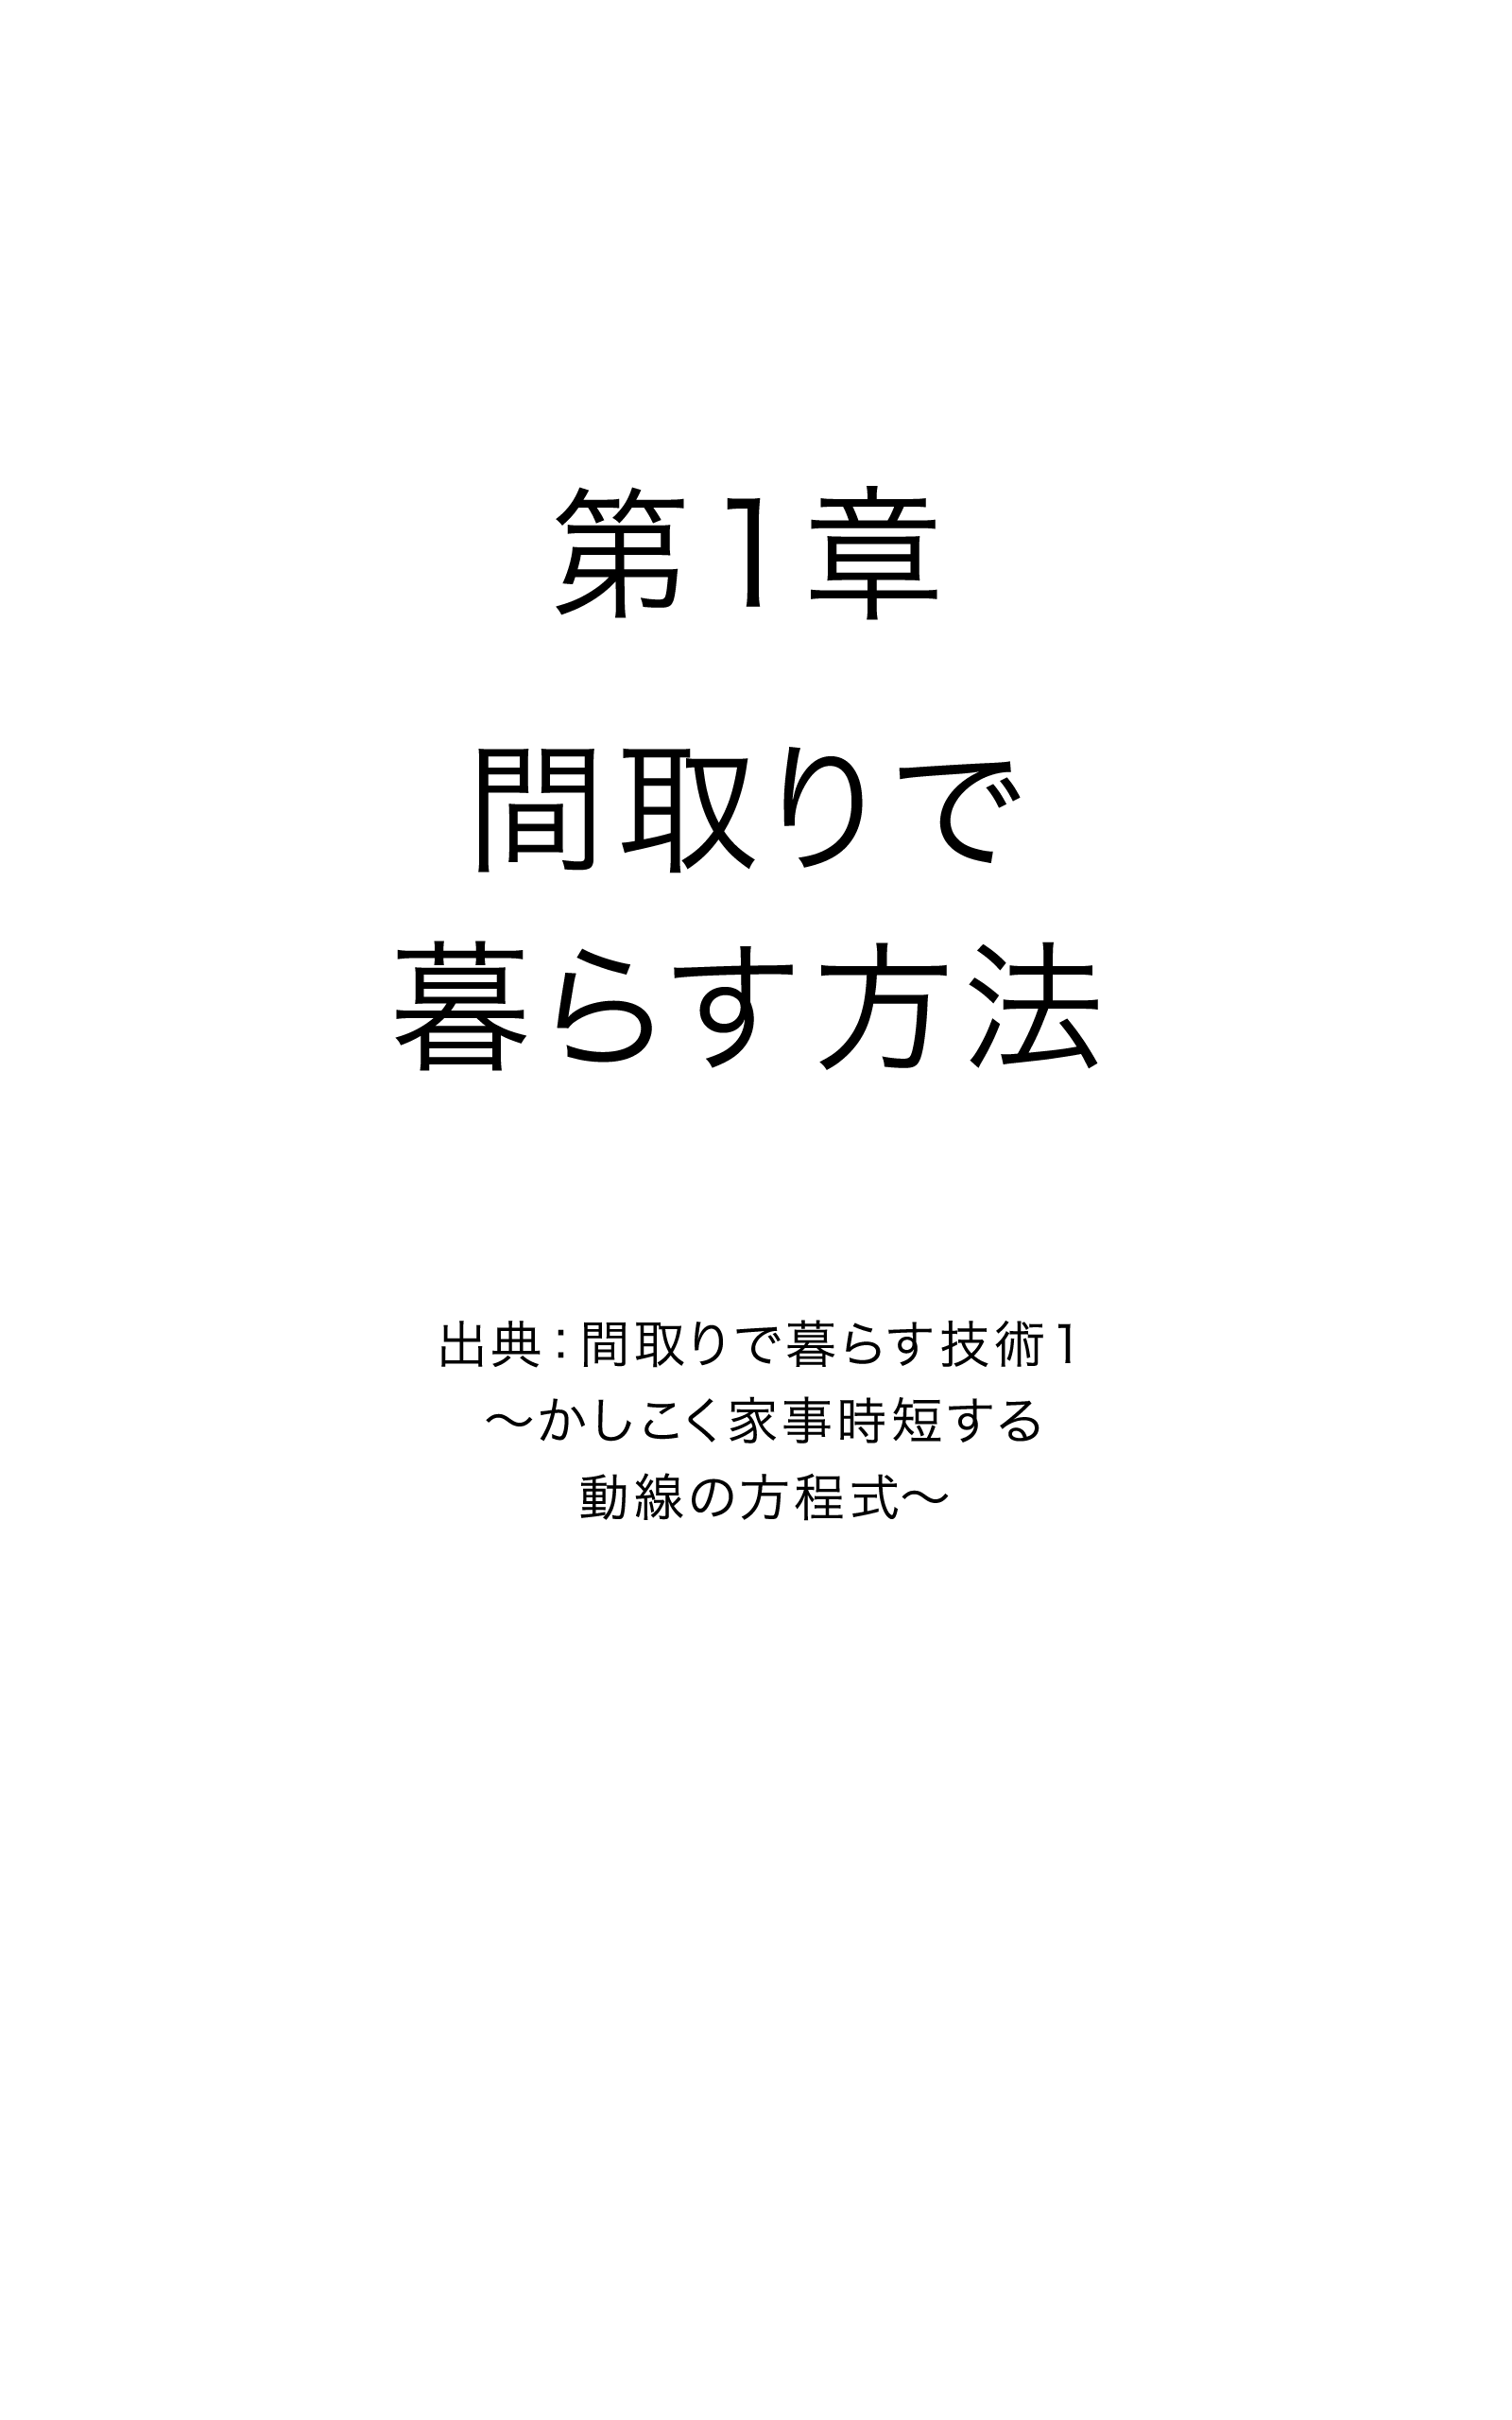 第1章
間取りで
暮らす方法
出典：間取りで暮らす技術1
～かしこく家事時短する
動線の方程式～